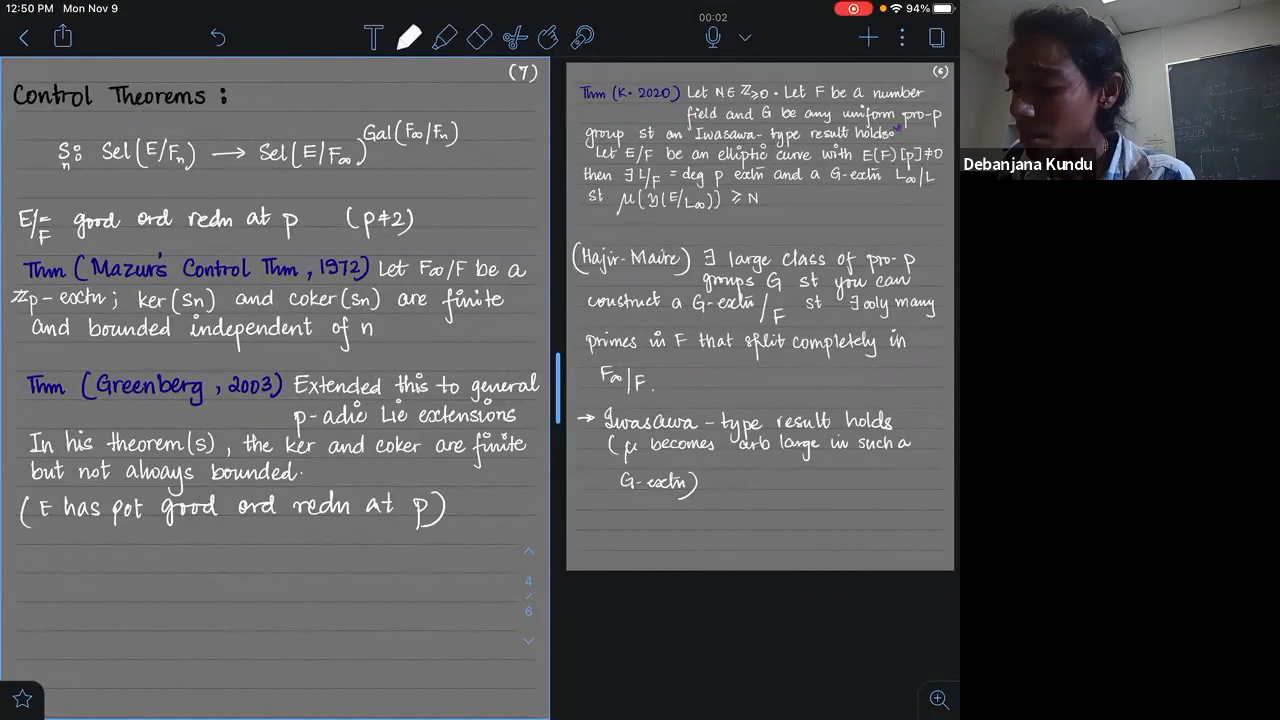 12:50 PM Mon Nov 9
00:02
94%
(7)
Control Theorems :
Sn: Sel(E/Fn) → Sel(E/F∞)^Gal(F∞/Fn)
E/F good ord redn at p (p≠2)
Thm (Mazur's Control Thm, 1972) Let F∞/F be a
Zp-extn; ker(sn) and coker(sn) are finite
and bounded independent of n
Thm (Greenberg, 2003) Extended this to general
p-adic Lie extensions
In his theorem(s), the ker and coker are finite
but not always bounded.
(E has pot good ord redn at p)
4
6
(6)
Thm (K. 2020) Let N∈ℤ≥0. Let F be a number
field and G be any uniform pro-p
group st an Iwasawa-type result holds.
Let E/F be an elliptic curve with E(F)[p]≠0
then ∃ L/F = deg p extn and a G-extn L∞/L
st μ(Y(E/L∞)) ≥ N
(Hajir-Maire) ∃ large class of pro-p
groups G st you can
construct a G-extn/F st ∃ ∞ly many
primes in F that split completely in
F∞/F.
→ Iwasawa-type result holds
(μ becomes arb large in such a
G-extn)
Debanjana Kundu